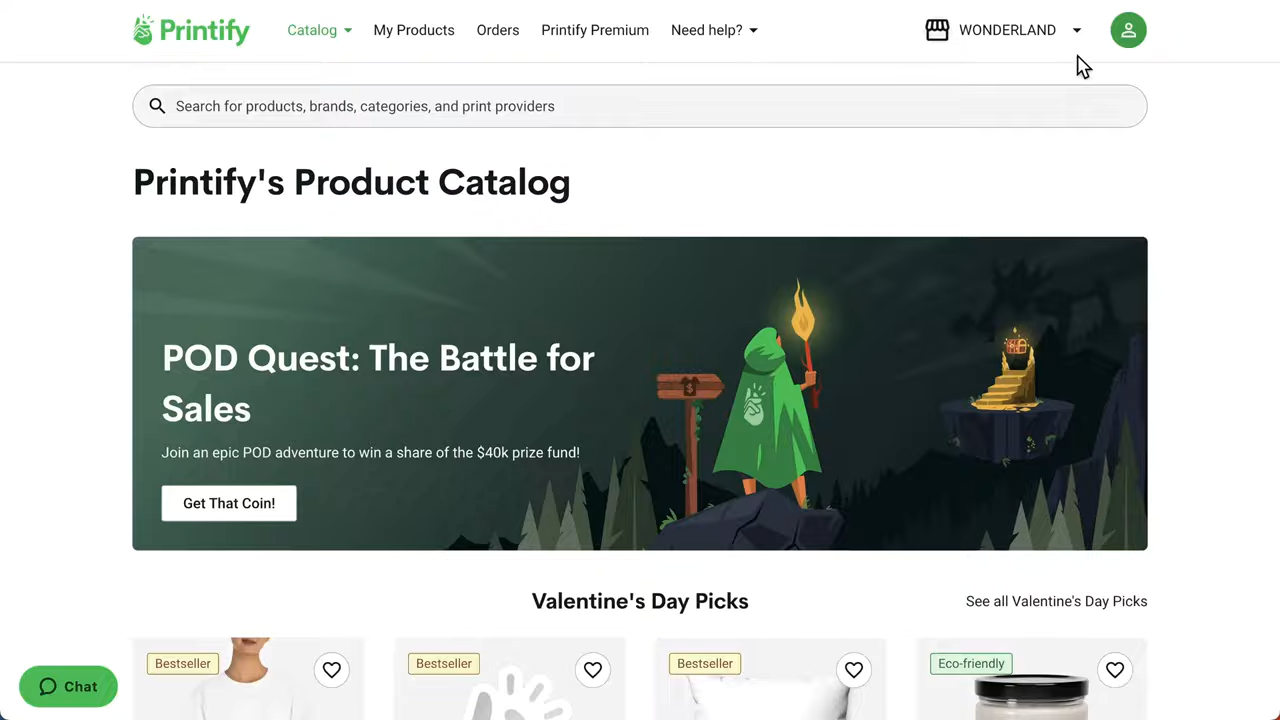 Printify
Catalog
My Products
Orders
Printify Premium
Need help?
WONDERLAND
Search for products, brands, categories, and print providers
Printify's Product Catalog
POD Quest: The Battle for
Sales
Join an epic POD adventure to win a share of the $40k prize fund!
Get That Coin!
$
Valentine's Day Picks
See all Valentine's Day Picks
Bestseller
Bestseller
Bestseller
Eco-friendly
Chat